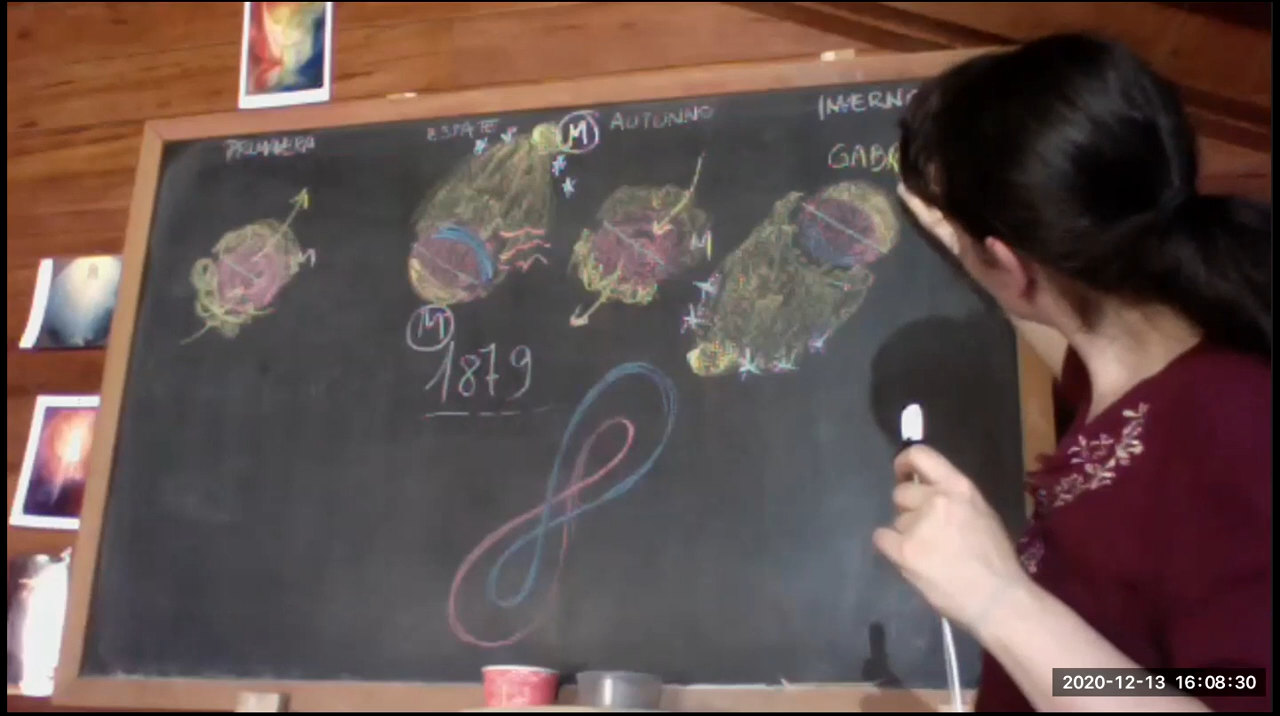 PRIMAVERA
ESTATE
AUTUNNO
INVERNO
GABR
M
M
M
M
1879
2020-12-13 16:08:30